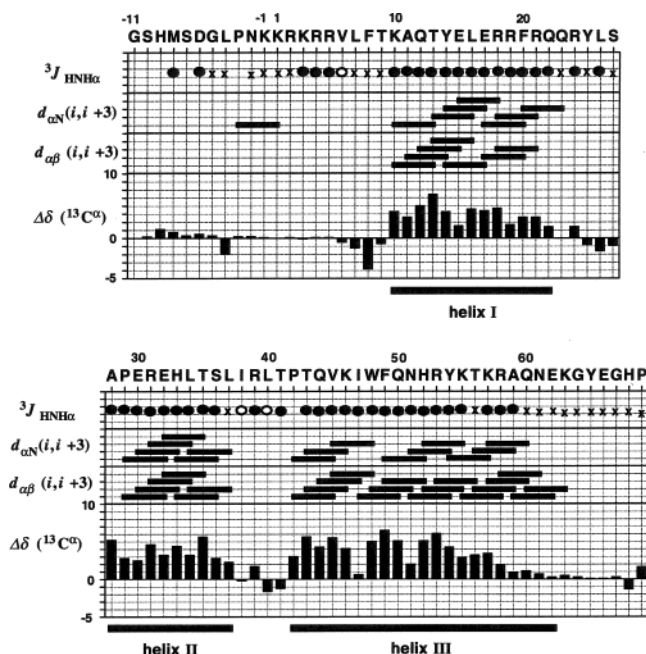 -11 -1 1 10 20
GSHMSDGLPNKKRKRRVLFTKAQTYELERRFRQQRYLS
³J HNHα
dαN(i,i+3)
dαβ(i,i+3)
10
Δδ (¹³Cα)
0
-5
helix I
30 40 50 60
APEREHLTSLIRLTPTQVKIWFQNHRYKTKRAQNEKGYEGHP
³J HNHα
dαN(i,i+3)
dαβ(i,i+3)
10
Δδ (¹³Cα)
0
-5
helix II helix III